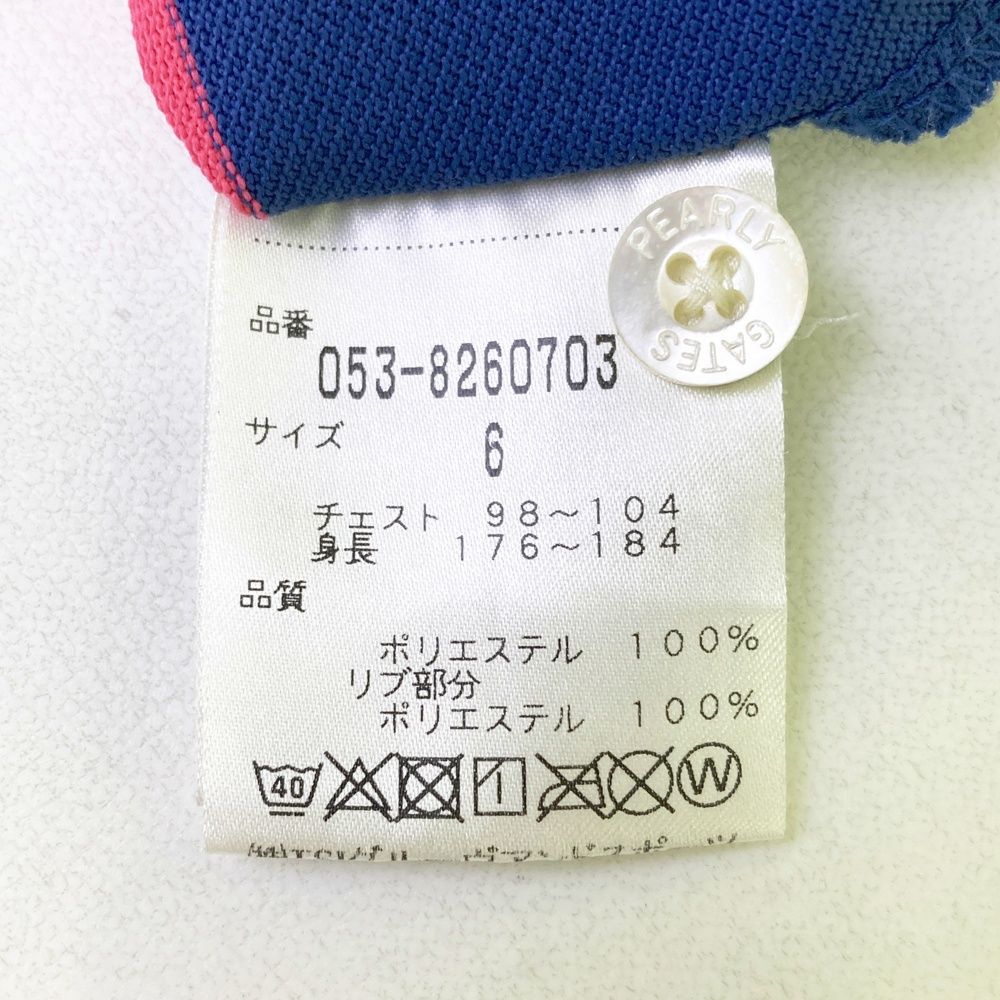 PEARLY GATES
品番
053-8260703
サイズ 6
チェスト 98～104
身長 176～184
品質
ポリエステル 100%
リブ部分
ポリエステル 100%
40 1 W